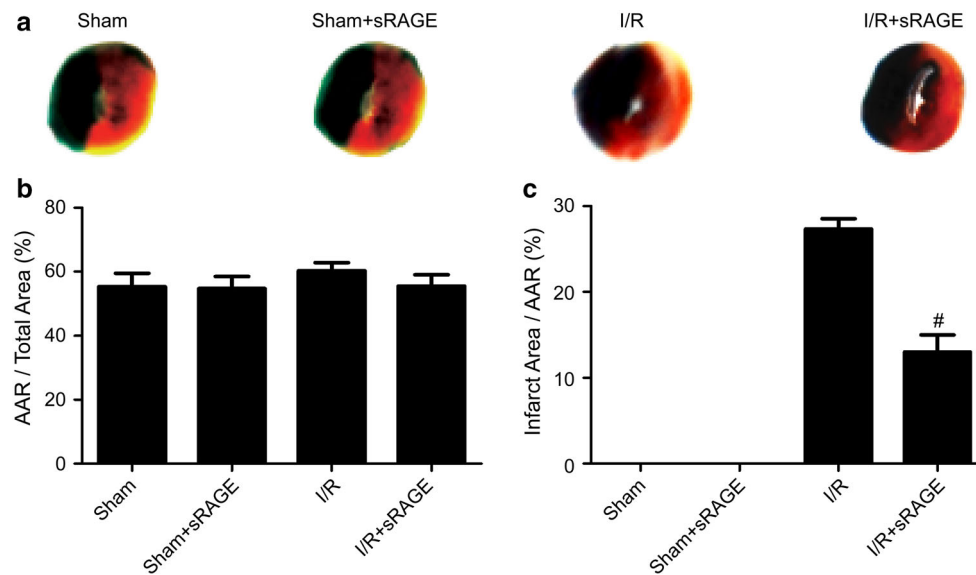 a
Sham
Sham+sRAGE
I/R
I/R+sRAGE
b
AAR / Total Area (%)
80
60
40
20
0
Sham
Sham+sRAGE
I/R
I/R+sRAGE
c
Infarct Area / AAR (%)
30
20
10
0
#
Sham
Sham+sRAGE
I/R
I/R+sRAGE